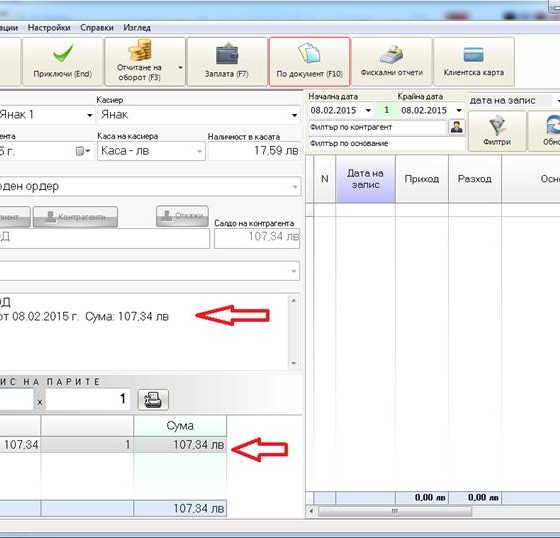 ации Настройки Справки Изглед
Приключи (End)
Отчитане на оборот (F3)
Заплата (F7)
По документ (F10)
Фискални отчети
Клиентска карта
Касиер
Янак 1
Янак
Каса на касиера
Наличност в касата
5 г.
Каса - лв
17,59 лв
оден ордер
Контрагенти
Откажи
Салдо на контрагента
107,34 лв
от 08.02.2015 г. Сума: 107,34 лв
ИС НА ПАРИТЕ
x
1
Сума
107,34 1 107,34 лв
107,34 лв
Начална дата
Крайна дата
08.02.2015 1 08.02.2015
дата на запис
Филтър по контрагент
Филтър по основание
Филтри
Обно
N
Дата на запис
Приход
Разход
Осно
0,00 лв 0,00 лв